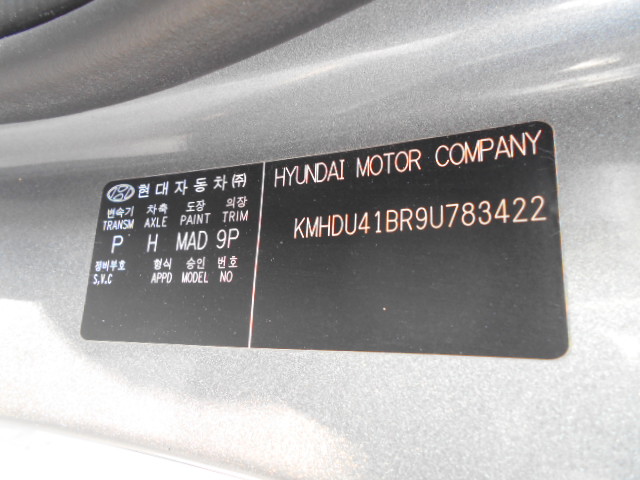 현대자동차㈜
변속기 차축 도장 의장
TRANSM AXLE PAINT TRIM
P H MAD 9P
정비부호 형식 승인 번호
S.V.C APPD MODEL NO
HYUNDAI MOTOR COMPANY
KMHDU41BR9U783422